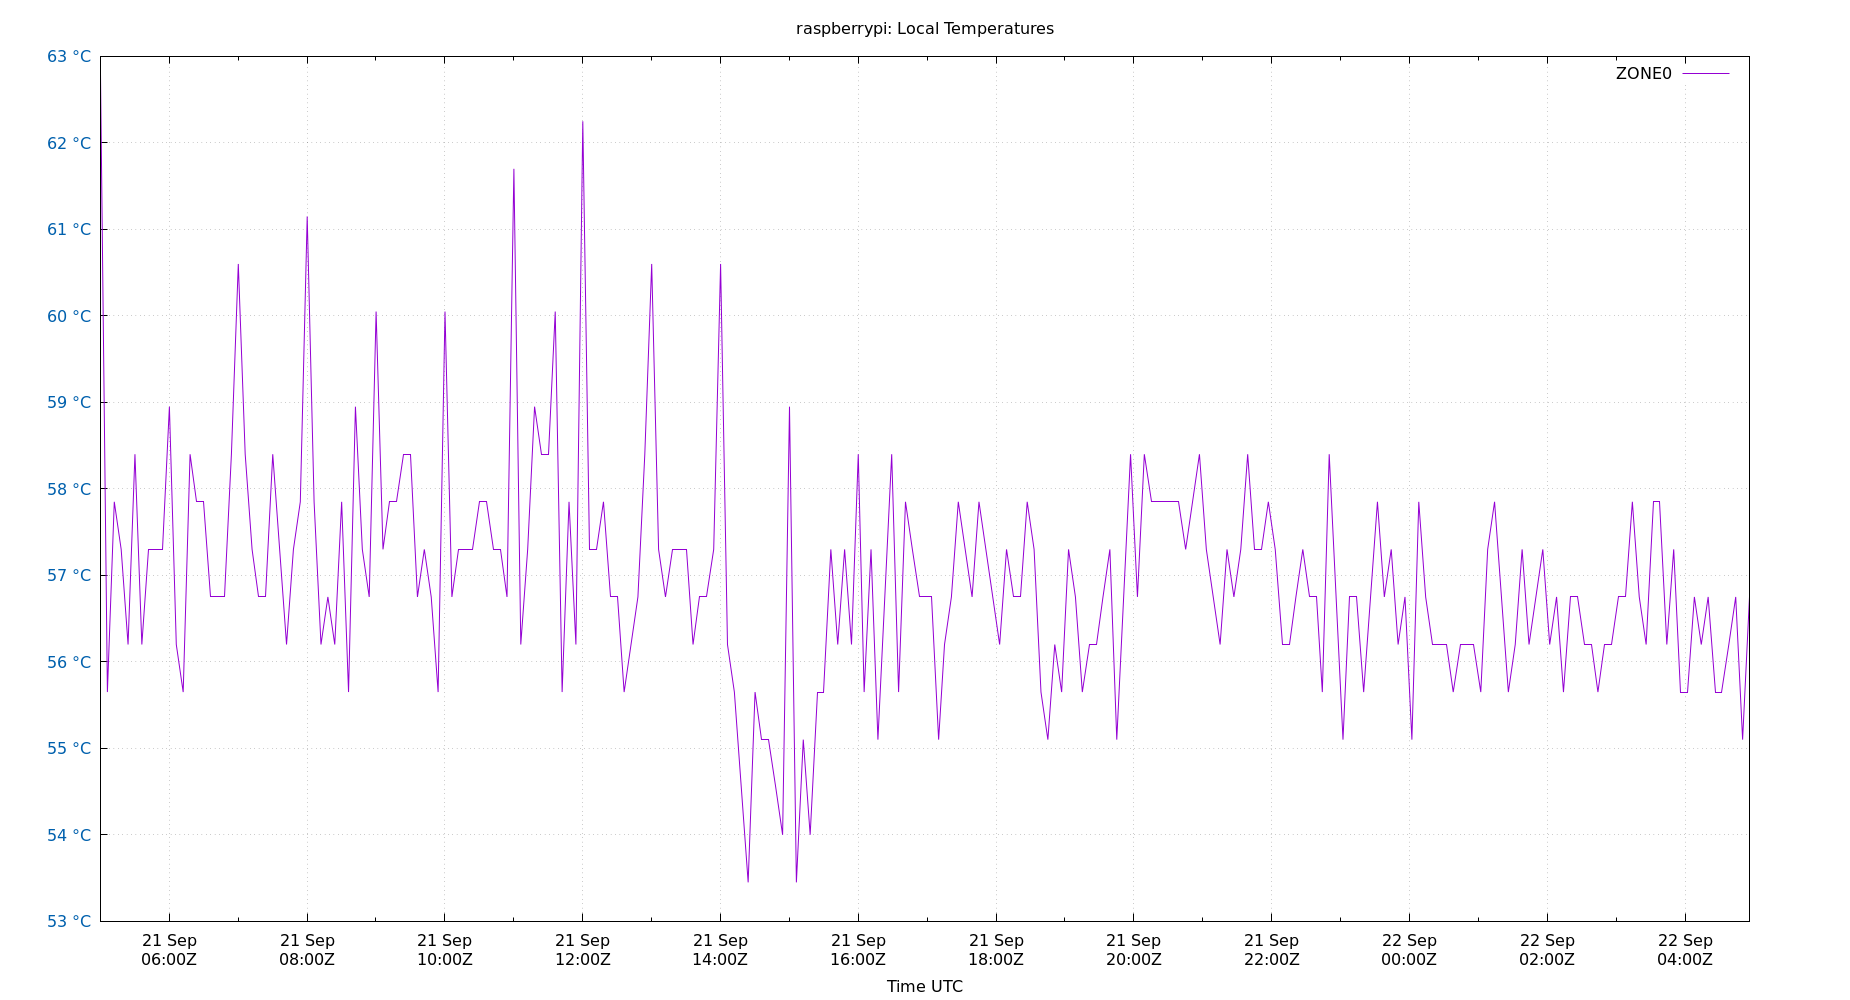 raspberrypi: Local Temperatures
63 °C
ZONE0
62 °C
61 °C
60 °C
59 °C
58 °C
57 °C
56 °C
55 °C
54 °C
53 °C
21 Sep 21 Sep 21 Sep 21 Sep 21 Sep 21 Sep 21 Sep 21 Sep 21 Sep 22 Sep 22 Sep 22 Sep
06:00Z 08:00Z 10:00Z 12:00Z 14:00Z 16:00Z 18:00Z 20:00Z 22:00Z 00:00Z 02:00Z 04:00Z
Time UTC